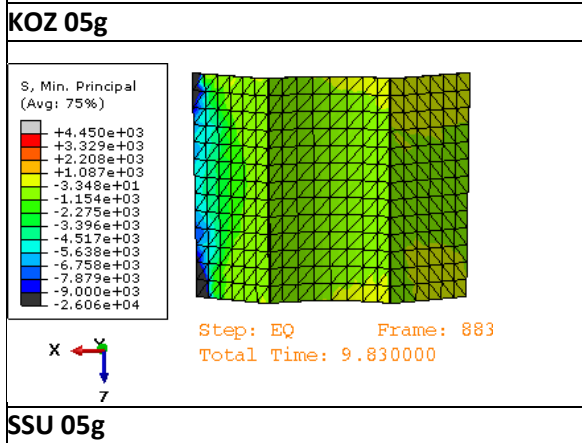 KOZ 05g
S, Min. Principal
(Avg: 75%)
+4.450e+03
+3.329e+03
+2.208e+03
+1.087e+03
-3.348e+01
-1.154e+03
-2.275e+03
-3.396e+03
-4.517e+03
-5.638e+03
-6.758e+03
-7.879e+03
-9.000e+03
-2.606e+04
Step: EQ Frame: 883
Total Time: 9.830000
X Y
Z
SSU 05g